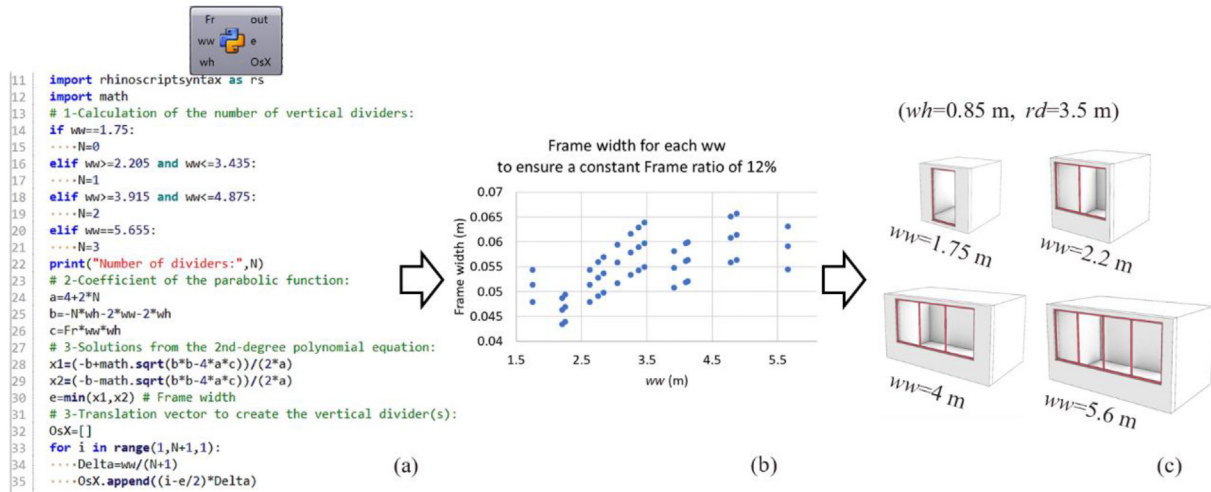 Fr out
ww e
wh OsX
11 import rhinoscriptsyntax as rs
12 import math
13 # 1-Calculation of the number of vertical dividers:
14 if ww==1.75:
15 ····N=0
16 elif ww>=2.205 and ww<=3.435:
17 ····N=1
18 elif ww>=3.915 and ww<=4.875:
19 ····N=2
20 elif ww==5.655:
21 ····N=3
22 print("Number of dividers:",N)
23 # 2-Coefficient of the parabolic function:
24 a=4+2*N
25 b=-N*wh-2*ww-2*wh
26 c=Fr*ww*wh
27 # 3-Solutions from the 2nd-degree polynomial equation:
28 x1=(-b+math.sqrt(b*b-4*a*c))/(2*a)
29 x2=(-b-math.sqrt(b*b-4*a*c))/(2*a)
30 e=min(x1,x2) # Frame width
31 # 3-Translation vector to create the vertical divider(s):
32 OsX=[]
33 for i in range(1,N+1,1):
34 ····Delta=ww/(N+1)
35 ····OsX.append((i-e/2)*Delta)
(a)
Frame width for each ww
to ensure a constant Frame ratio of 12%
Frame width (m)
0.07
0.065
0.06
0.055
0.05
0.045
0.04
1.5 2.5 3.5 4.5 5.5
ww (m)
(b)
(wh=0.85 m, rd=3.5 m)
ww=1.75 m
ww=2.2 m
ww=4 m
ww=5.6 m
(c)